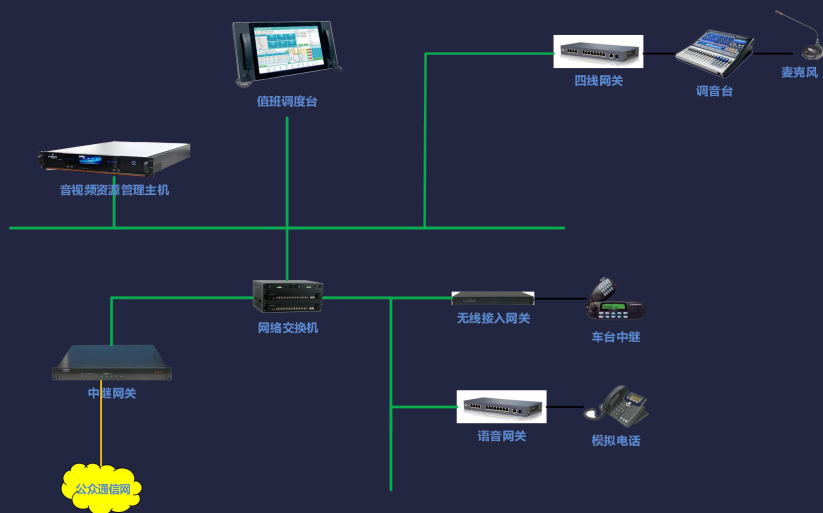 四线网关
调音台
麦克风
值班调度台
音视频资源管理主机
网络交换机
无线接入网关
车台中继
中继网关
语音网关
模拟电话
公众通信网